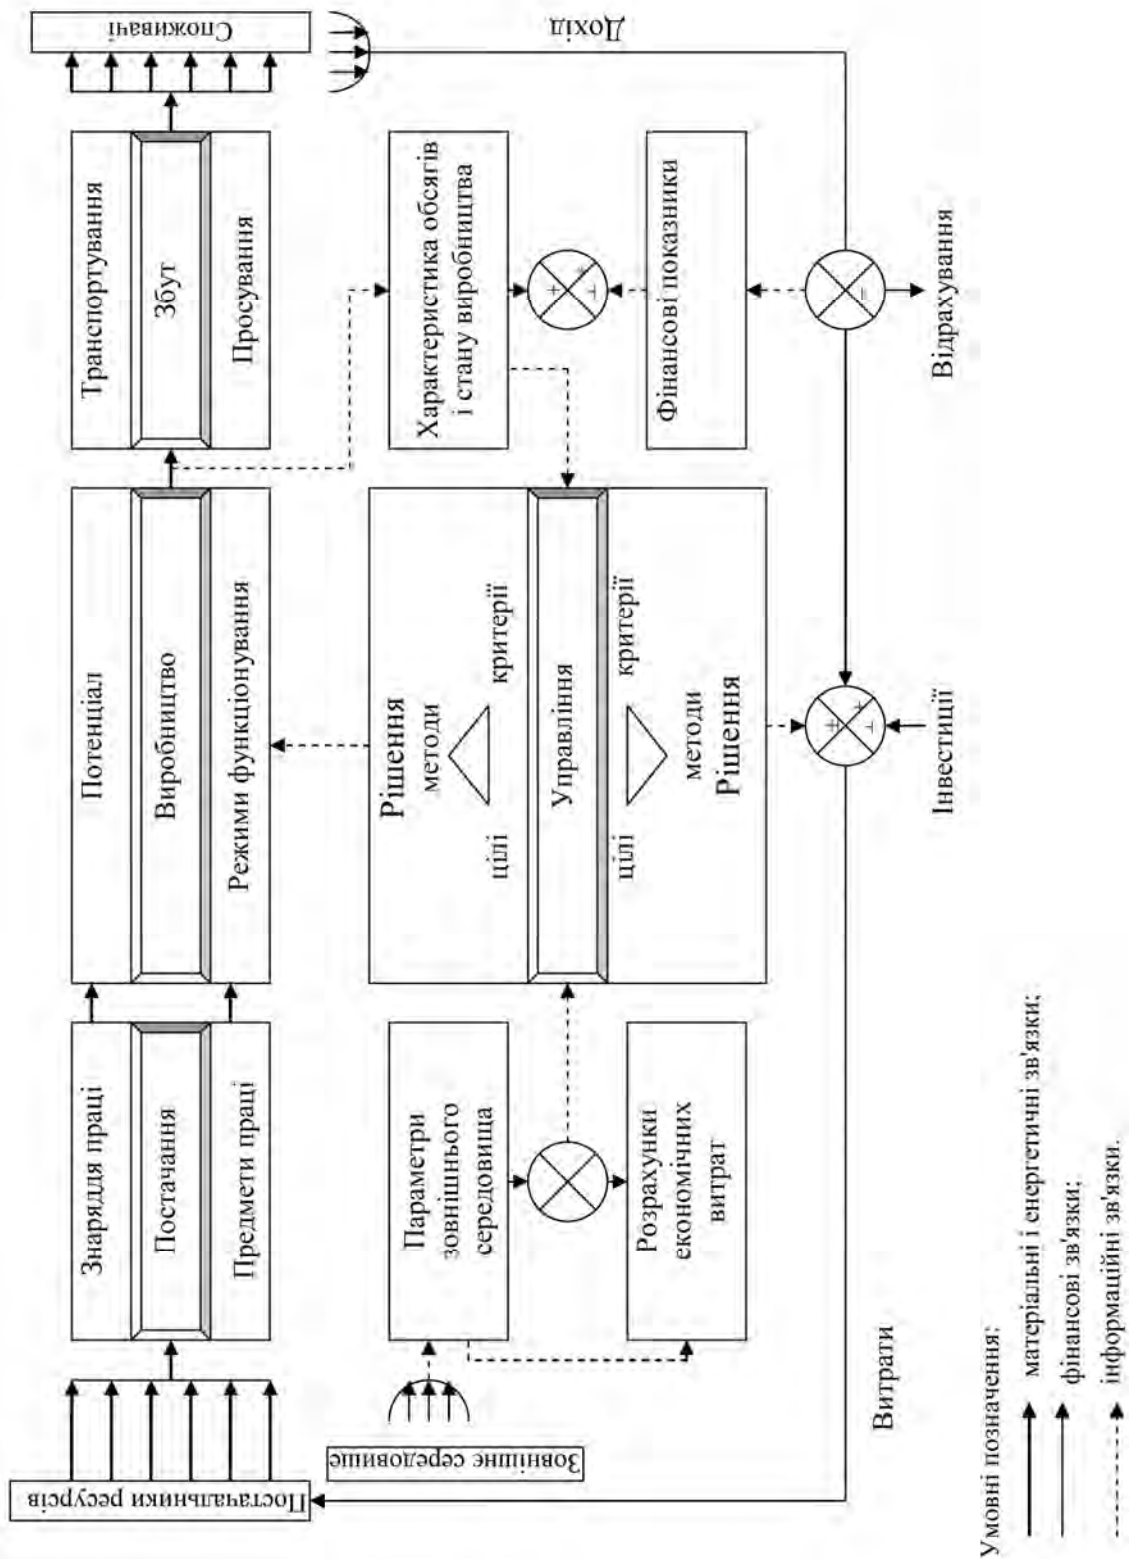 Постачальники ресурсів
Знаряддя праці
Постачання
Предмети праці
Потенціал
Виробництво
Режими функціонування
Транспортування
Збут
Просування
Споживачі
Зовнішнє середовище
Параметри
зовнішнього
середовища
Розрахунки
економічних
витрат
Рішення
методи
цілі
критерії
Управління
цілі
критерії
методи
Рішення
Характеристика обсягів
і стану виробництва
Фінансові показники
Дохід
Витрати
Інвестиції
Відрахування
Умовні позначення:
матеріальні і енергетичні зв'язки;
фінансові зв'язки;
інформаційні зв'язки.